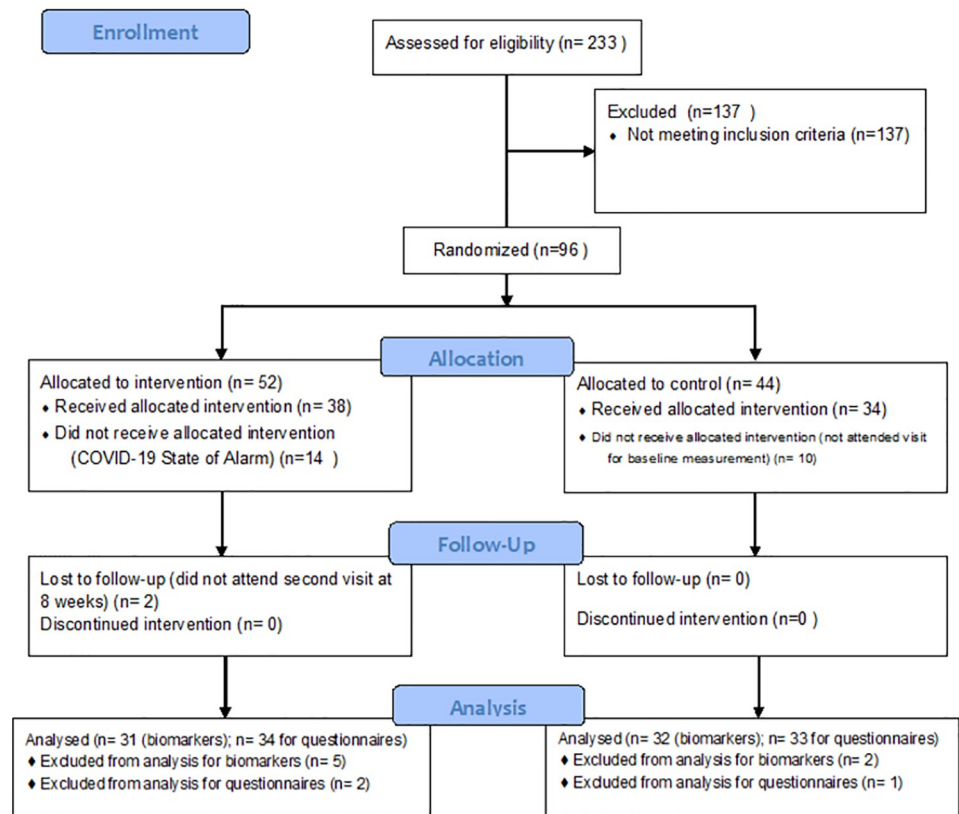 Enrollment
Assessed for eligibility (n= 233)
Excluded (n=137 )
♦ Not meeting inclusion criteria (n=137)
Randomized (n=96 )
Allocation
Allocated to intervention (n= 52)
♦ Received allocated intervention (n= 38)
♦ Did not receive allocated intervention
(COVID-19 State of Alarm) (n=14 )
Allocated to control (n= 44)
♦ Received allocated intervention (n= 34)
♦ Did not receive allocated intervention (not attended visit
for baseline measurement) (n= 10)
Follow-Up
Lost to follow-up (did not attend second visit at
8 weeks) (n= 2)
Discontinued intervention (n= 0)
Lost to follow-up (n= 0)
Discontinued intervention (n=0 )
Analysis
Analysed (n= 31 (biomarkers); n= 34 for questionnaires)
♦ Excluded from analysis for biomarkers (n= 5)
♦ Excluded from analysis for questionnaires (n= 2)
Analysed (n= 32 (biomarkers; n= 33 for questionnaires)
♦ Excluded from analysis for biomarkers (n= 2)
♦ Excluded from analysis for questionnaires (n= 1)